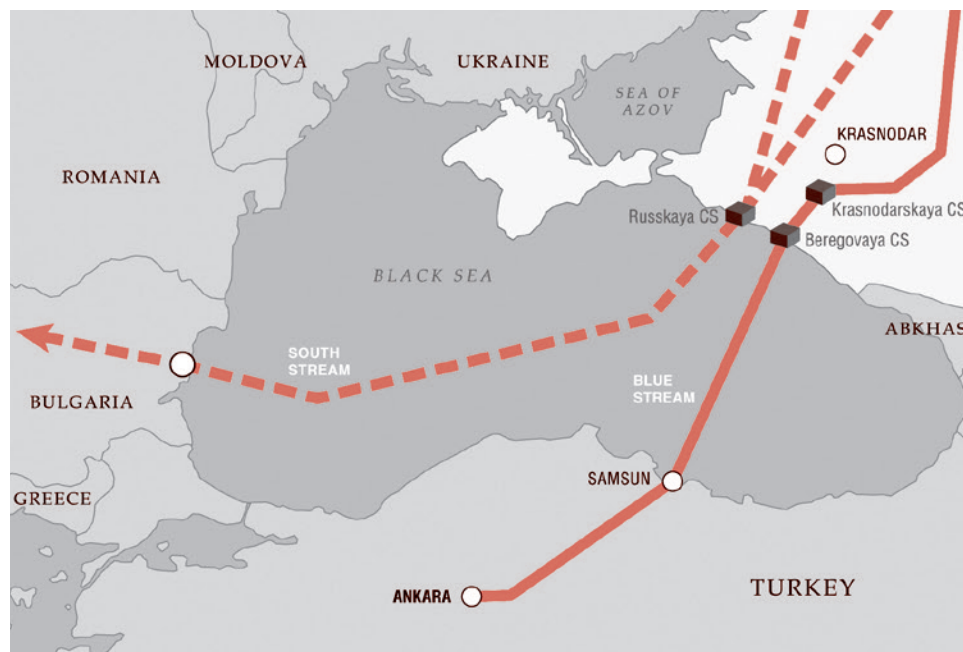 MOLDOVA
UKRAINE
SEA OF
AZOV
KRASNODAR
ROMANIA
Russkaya CS
Krasnodarskaya CS
Beregovaya CS
BLACK SEA
ABKHAS
SOUTH
STREAM
BLUE
STREAM
BULGARIA
SAMSUN
GREECE
ANKARA
TURKEY